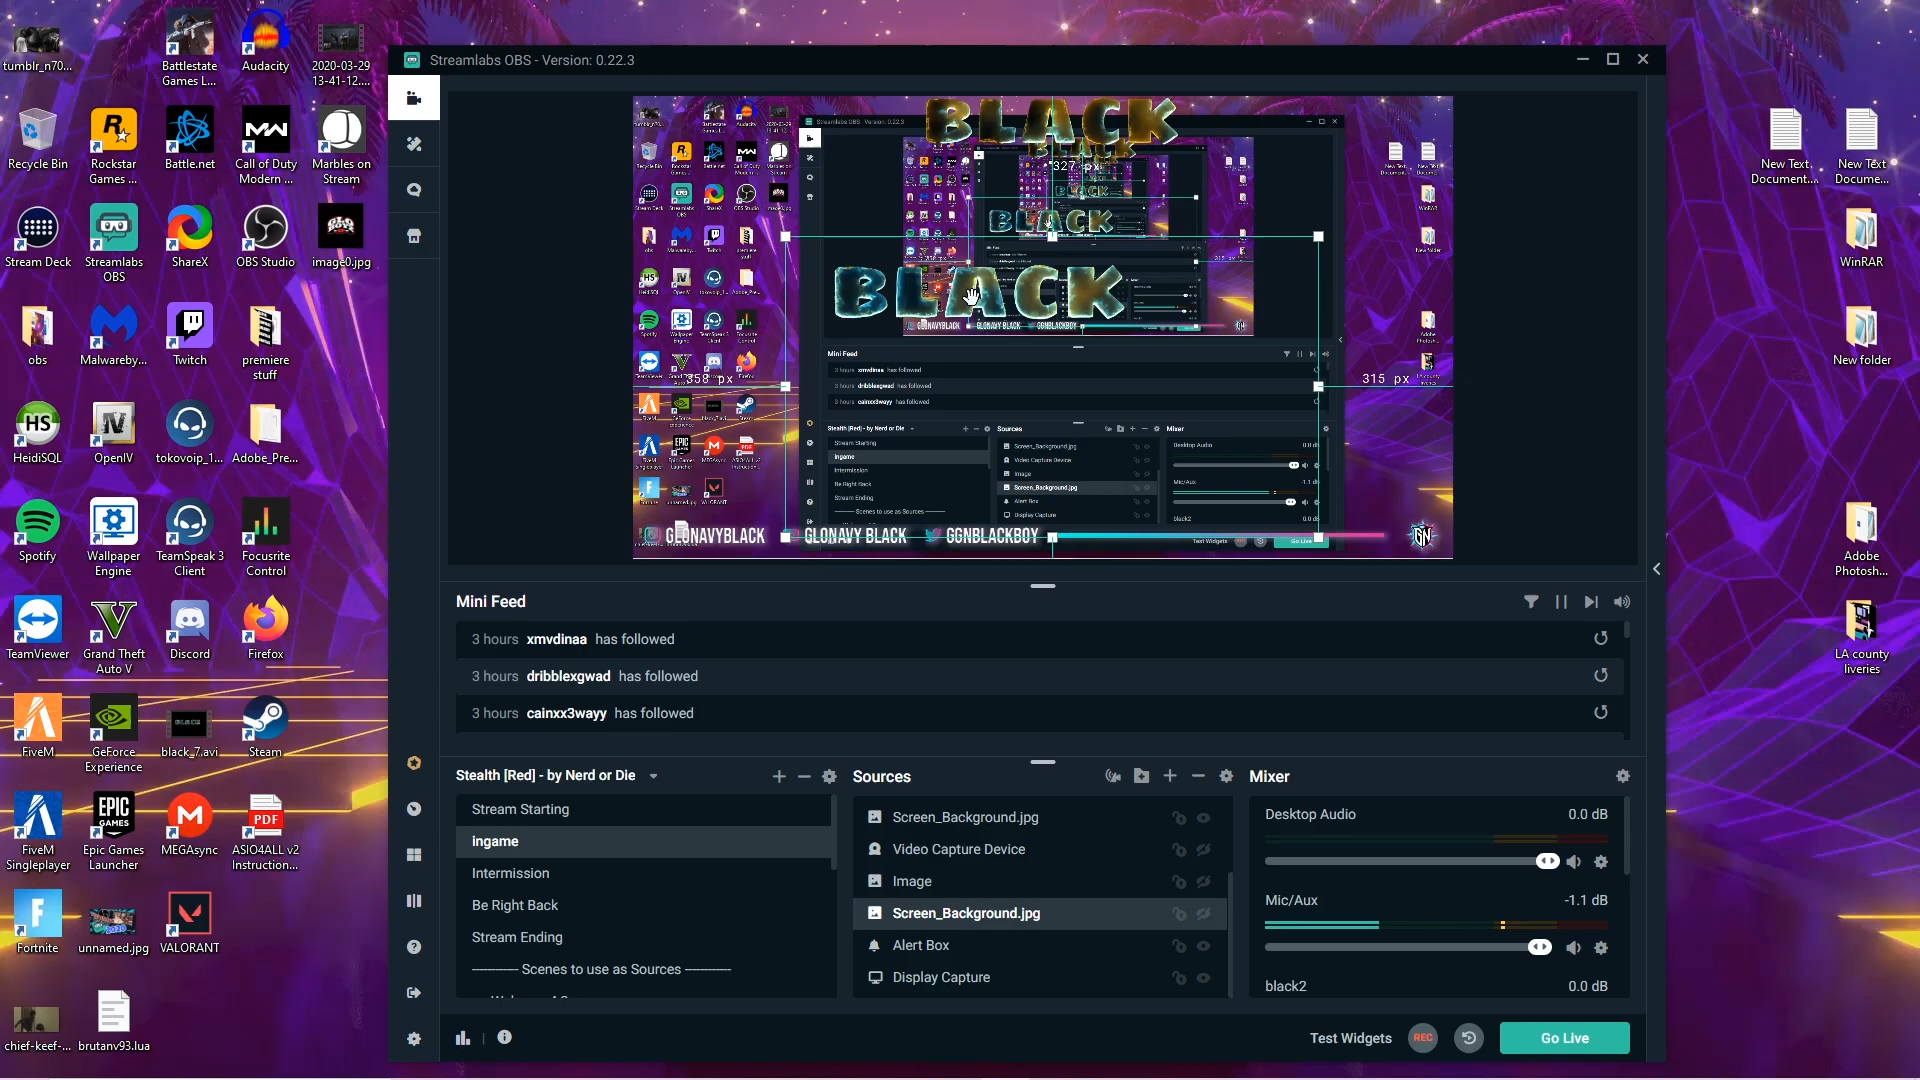 tumblr_n70...
Battlestate
Games L...
Audacity
2020-03-29
13-41-12....
Recycle Bin
Rockstar
Games ...
Battle.net
Call of Duty
Modern ...
Marbles on
Stream
Stream Deck
Streamlabs
OBS
ShareX
OBS Studio
image0.jpg
obs
Malwareby...
Twitch
premiere
stuff
HeidiSQL
OpenIV
tokovoip_1...
Adobe_Pre...
Spotify
Wallpaper
Engine
TeamSpeak 3
Client
Focusrite
Control
TeamViewer
Grand Theft
Auto V
Discord
Firefox
FiveM
GeForce
Experience
black_7.avi
Steam
FiveM
Singleplayer
Epic Games
Launcher
MEGAsync
ASIO4ALL v2
Instruction...
Fortnite
unnamed.jpg
VALORANT
chief-keef-...
brutanv93.lua
Streamlabs OBS - Version: 0.22.3
BLACK
327 px
BLACK
BLACK
358 px
315 px
GLONAVYBLACK
GLONAVY BLACK
GGNBLACKBOY
Mini Feed
3 hours xmvdinaa has followed
3 hours dribblexgwad has followed
3 hours cainxx3wayy has followed
Stealth [Red] - by Nerd or Die
Stream Starting
ingame
Intermission
Be Right Back
Stream Ending
Scenes to use as Sources
Sources
Screen_Background.jpg
Video Capture Device
Image
Screen_Background.jpg
Alert Box
Display Capture
Mixer
Desktop Audio 0.0 dB
Mic/Aux -1.1 dB
black2 0.0 dB
Test Widgets
REC
Go Live
New Text
Document....
New Text
Docume...
WinRAR
New folder
Adobe
Photosh...
LA county
liveries